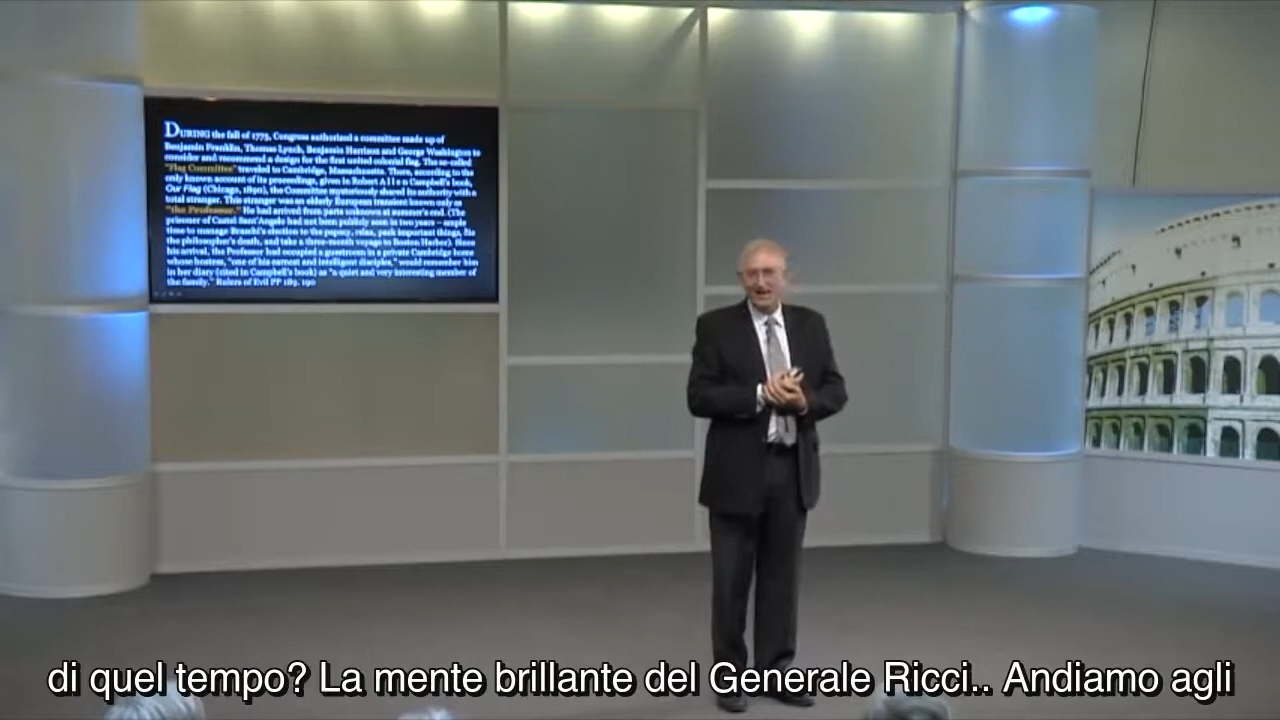 DURING the fall of 1775, Congress authorized a committee made up of
Benjamin Franklin, Thomas Lynch, Benjamin Harrison and George Washington to
consider and recommend a design for the first united colonial flag. The so-called
"Flag Committee" traveled to Cambridge, Massachusetts. There, according to the
only known account of its proceedings, given in Robert Allen Campbell's book,
Our Flag (Chicago, 1890), the Committee mysteriously shared its authority with a
total stranger. This stranger was an elderly European transient known only as
"the Professor." He had arrived from parts unknown at summer's end. (The
prisoner of Castel Sant'Angelo had not been publicly seen in two years – ample
time to manage Braschi's election to the papacy, relax, pack important things, fix
the philosopher's death, and take a three-month voyage to Boston Harbor). Since
his arrival, the Professor had occupied a guestroom in a private Cambridge home
whose hostess, "one of his earnest and intelligent disciples," would remember him
in her diary (cited in Campbell's book) as "a quiet and very interesting member of
the family." Rulers of Evil PP 189, 190
di quel tempo? La mente brillante del Generale Ricci.. Andiamo agli